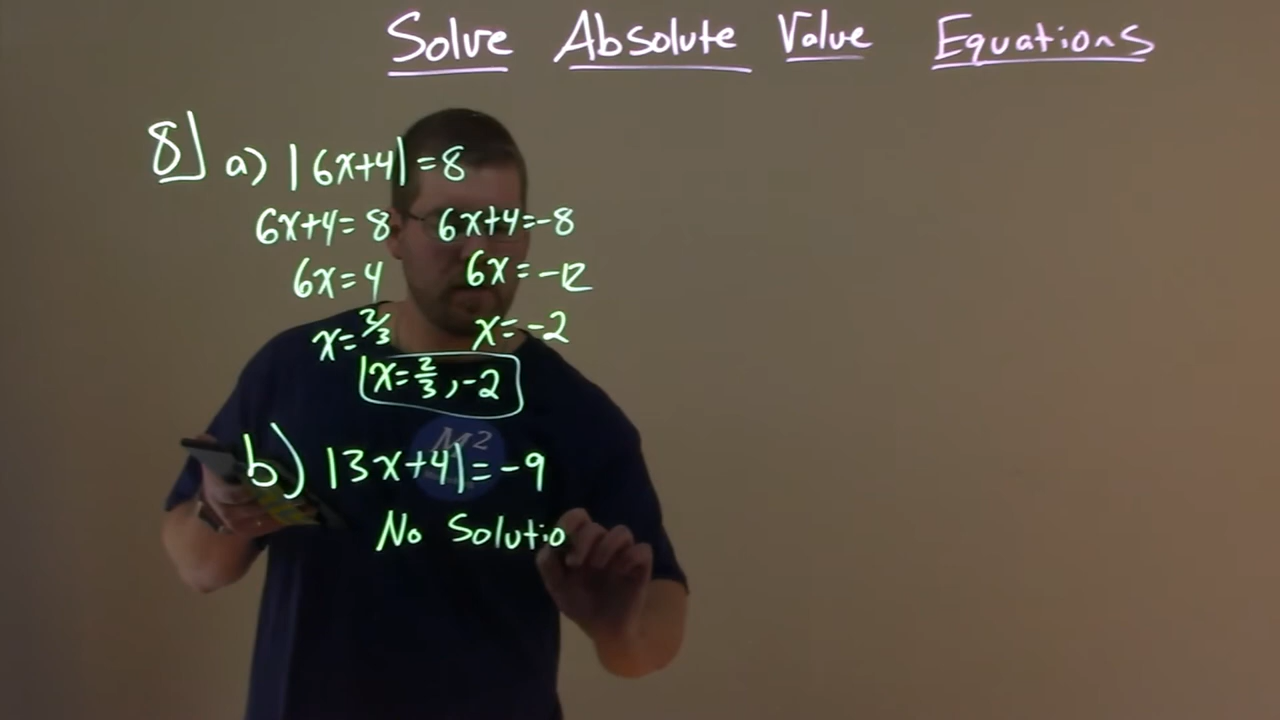 Solve Absolute Value Equations
8] a) |6x+4|=8
6x+4=8 6x+4=-8
6x=4 6x=-12
x=2/3 x=-2
x=2/3,-2
M²
b) |3x+4|=-9
No Solutio